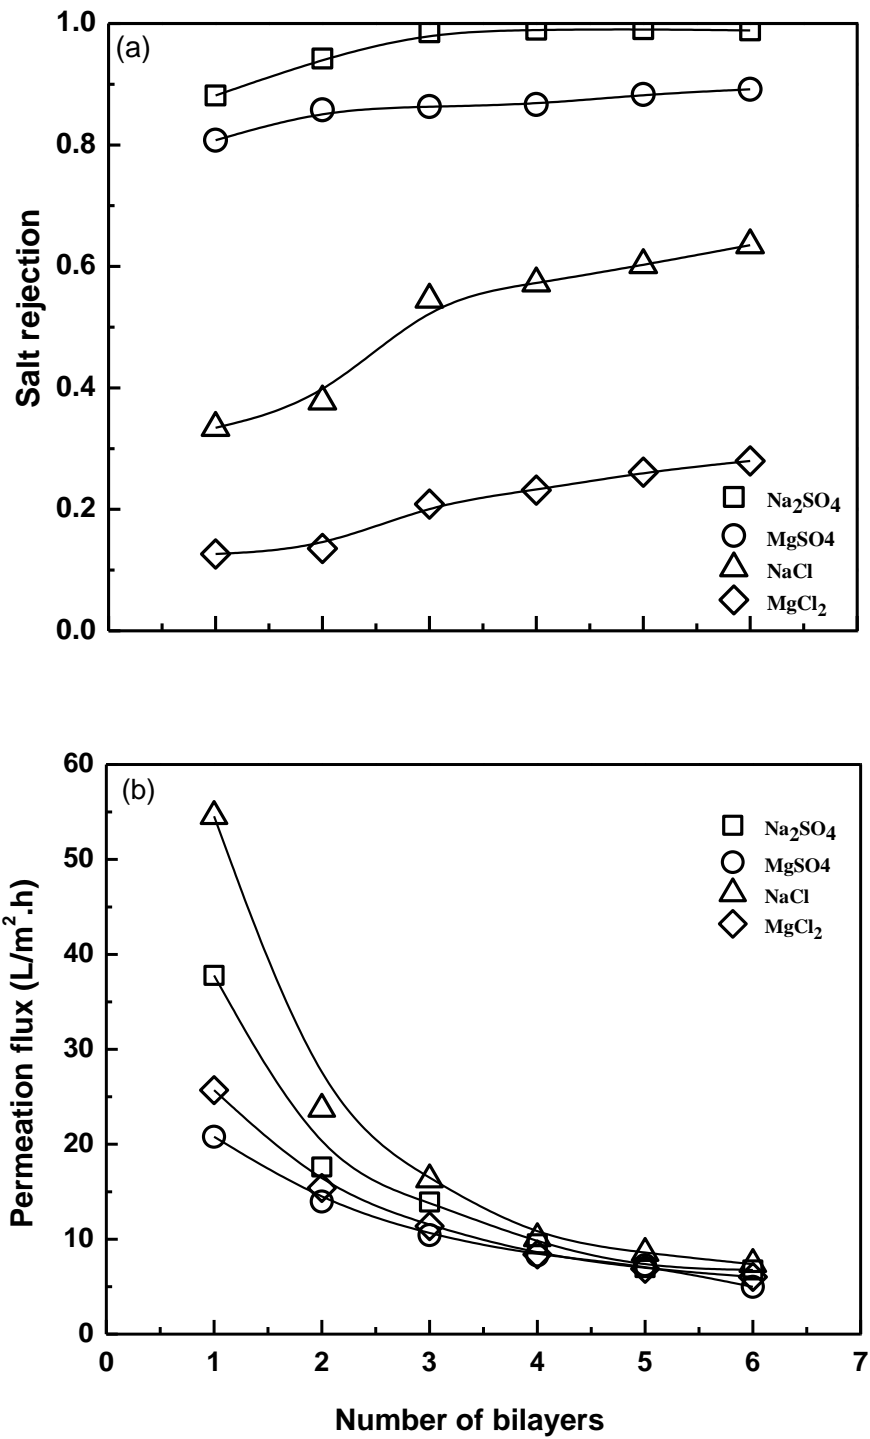 1.0
(a)
0.8
0.6
0.4
0.2
0.0
Salt rejection
Na2SO4
MgSO4
NaCl
MgCl2
60
(b)
50
40
30
20
10
0
Permeation flux (L/m².h)
Na2SO4
MgSO4
NaCl
MgCl2
0 1 2 3 4 5 6 7
Number of bilayers